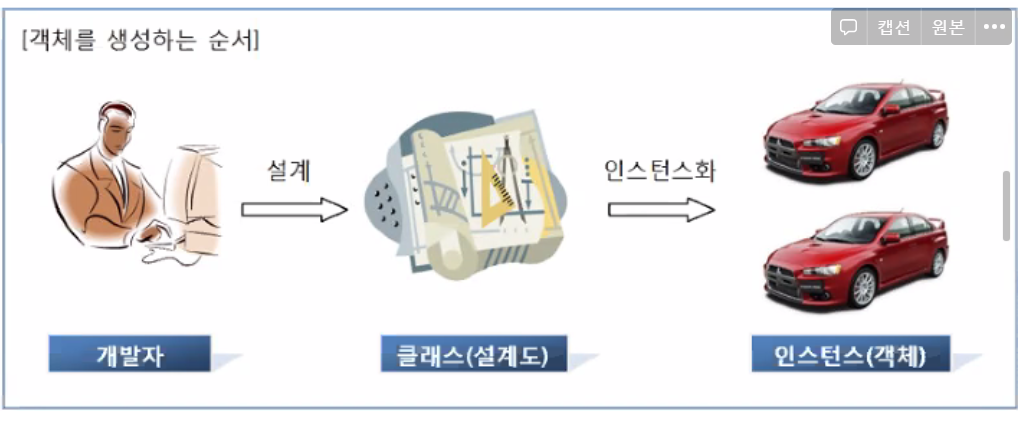 캡션 원본 •••
[객체를 생성하는 순서]
설계
인스턴스화
개발자
클래스(설계도)
인스턴스(객체)